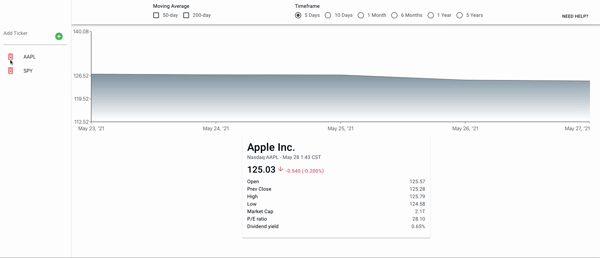 Moving Average
50-day 200-day
Timeframe
5 Days 10 Days 1 Month 6 Months 1 Year 5 Years
NEED HELP?
Add Ticker
AAPL
SPY
140.08
126.52
119.52
112.52
May 23, '21 May 24, '21 May 25, '21 May 26, '21 May 27, '21
Apple Inc.
Nasdaq:AAPL - May 28 1:43 CST
125.03 -0.540 (-0.200%)
Open 125.57
Prev Close 125.28
High 125.79
Low 124.58
Market Cap 2.1T
P/E ratio 28.10
Dividend yield 0.65%